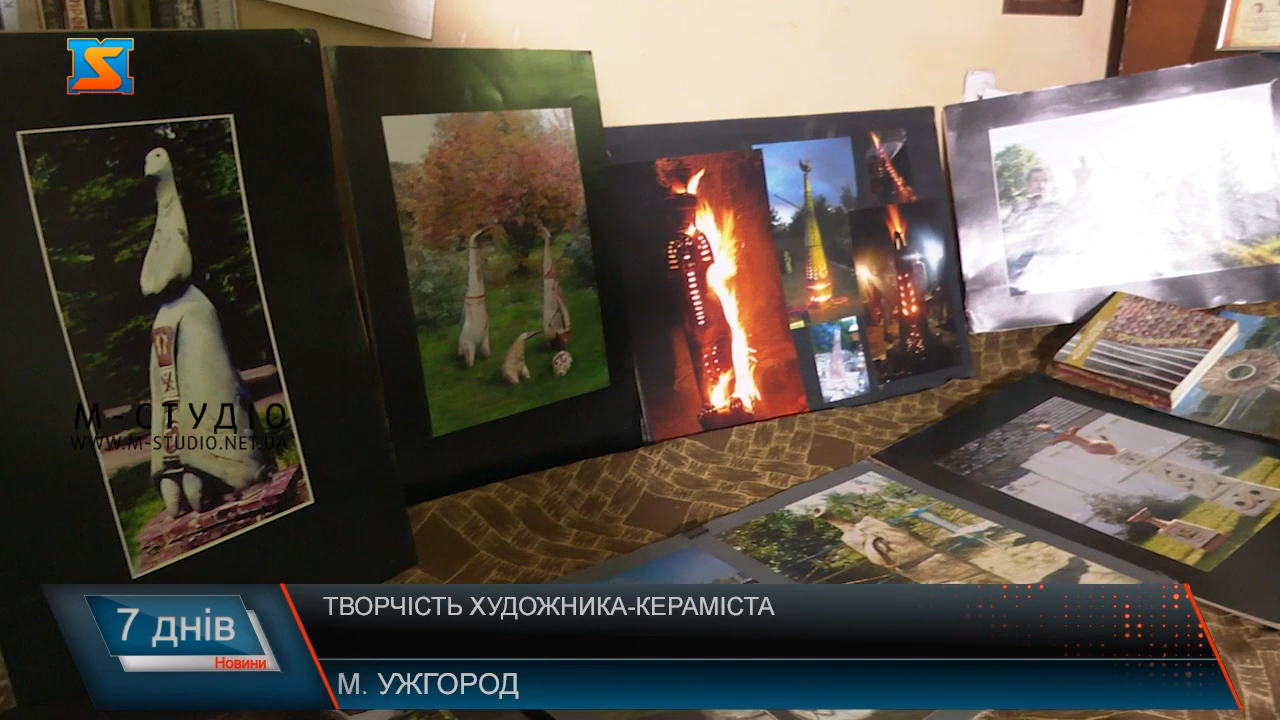 М-СТУДІО
WWW.M-STUDIO.NET.UA
7 днів
Новини
ТВОРЧІСТЬ ХУДОЖНИКА-КЕРАМІСТА
М. УЖГОРОД